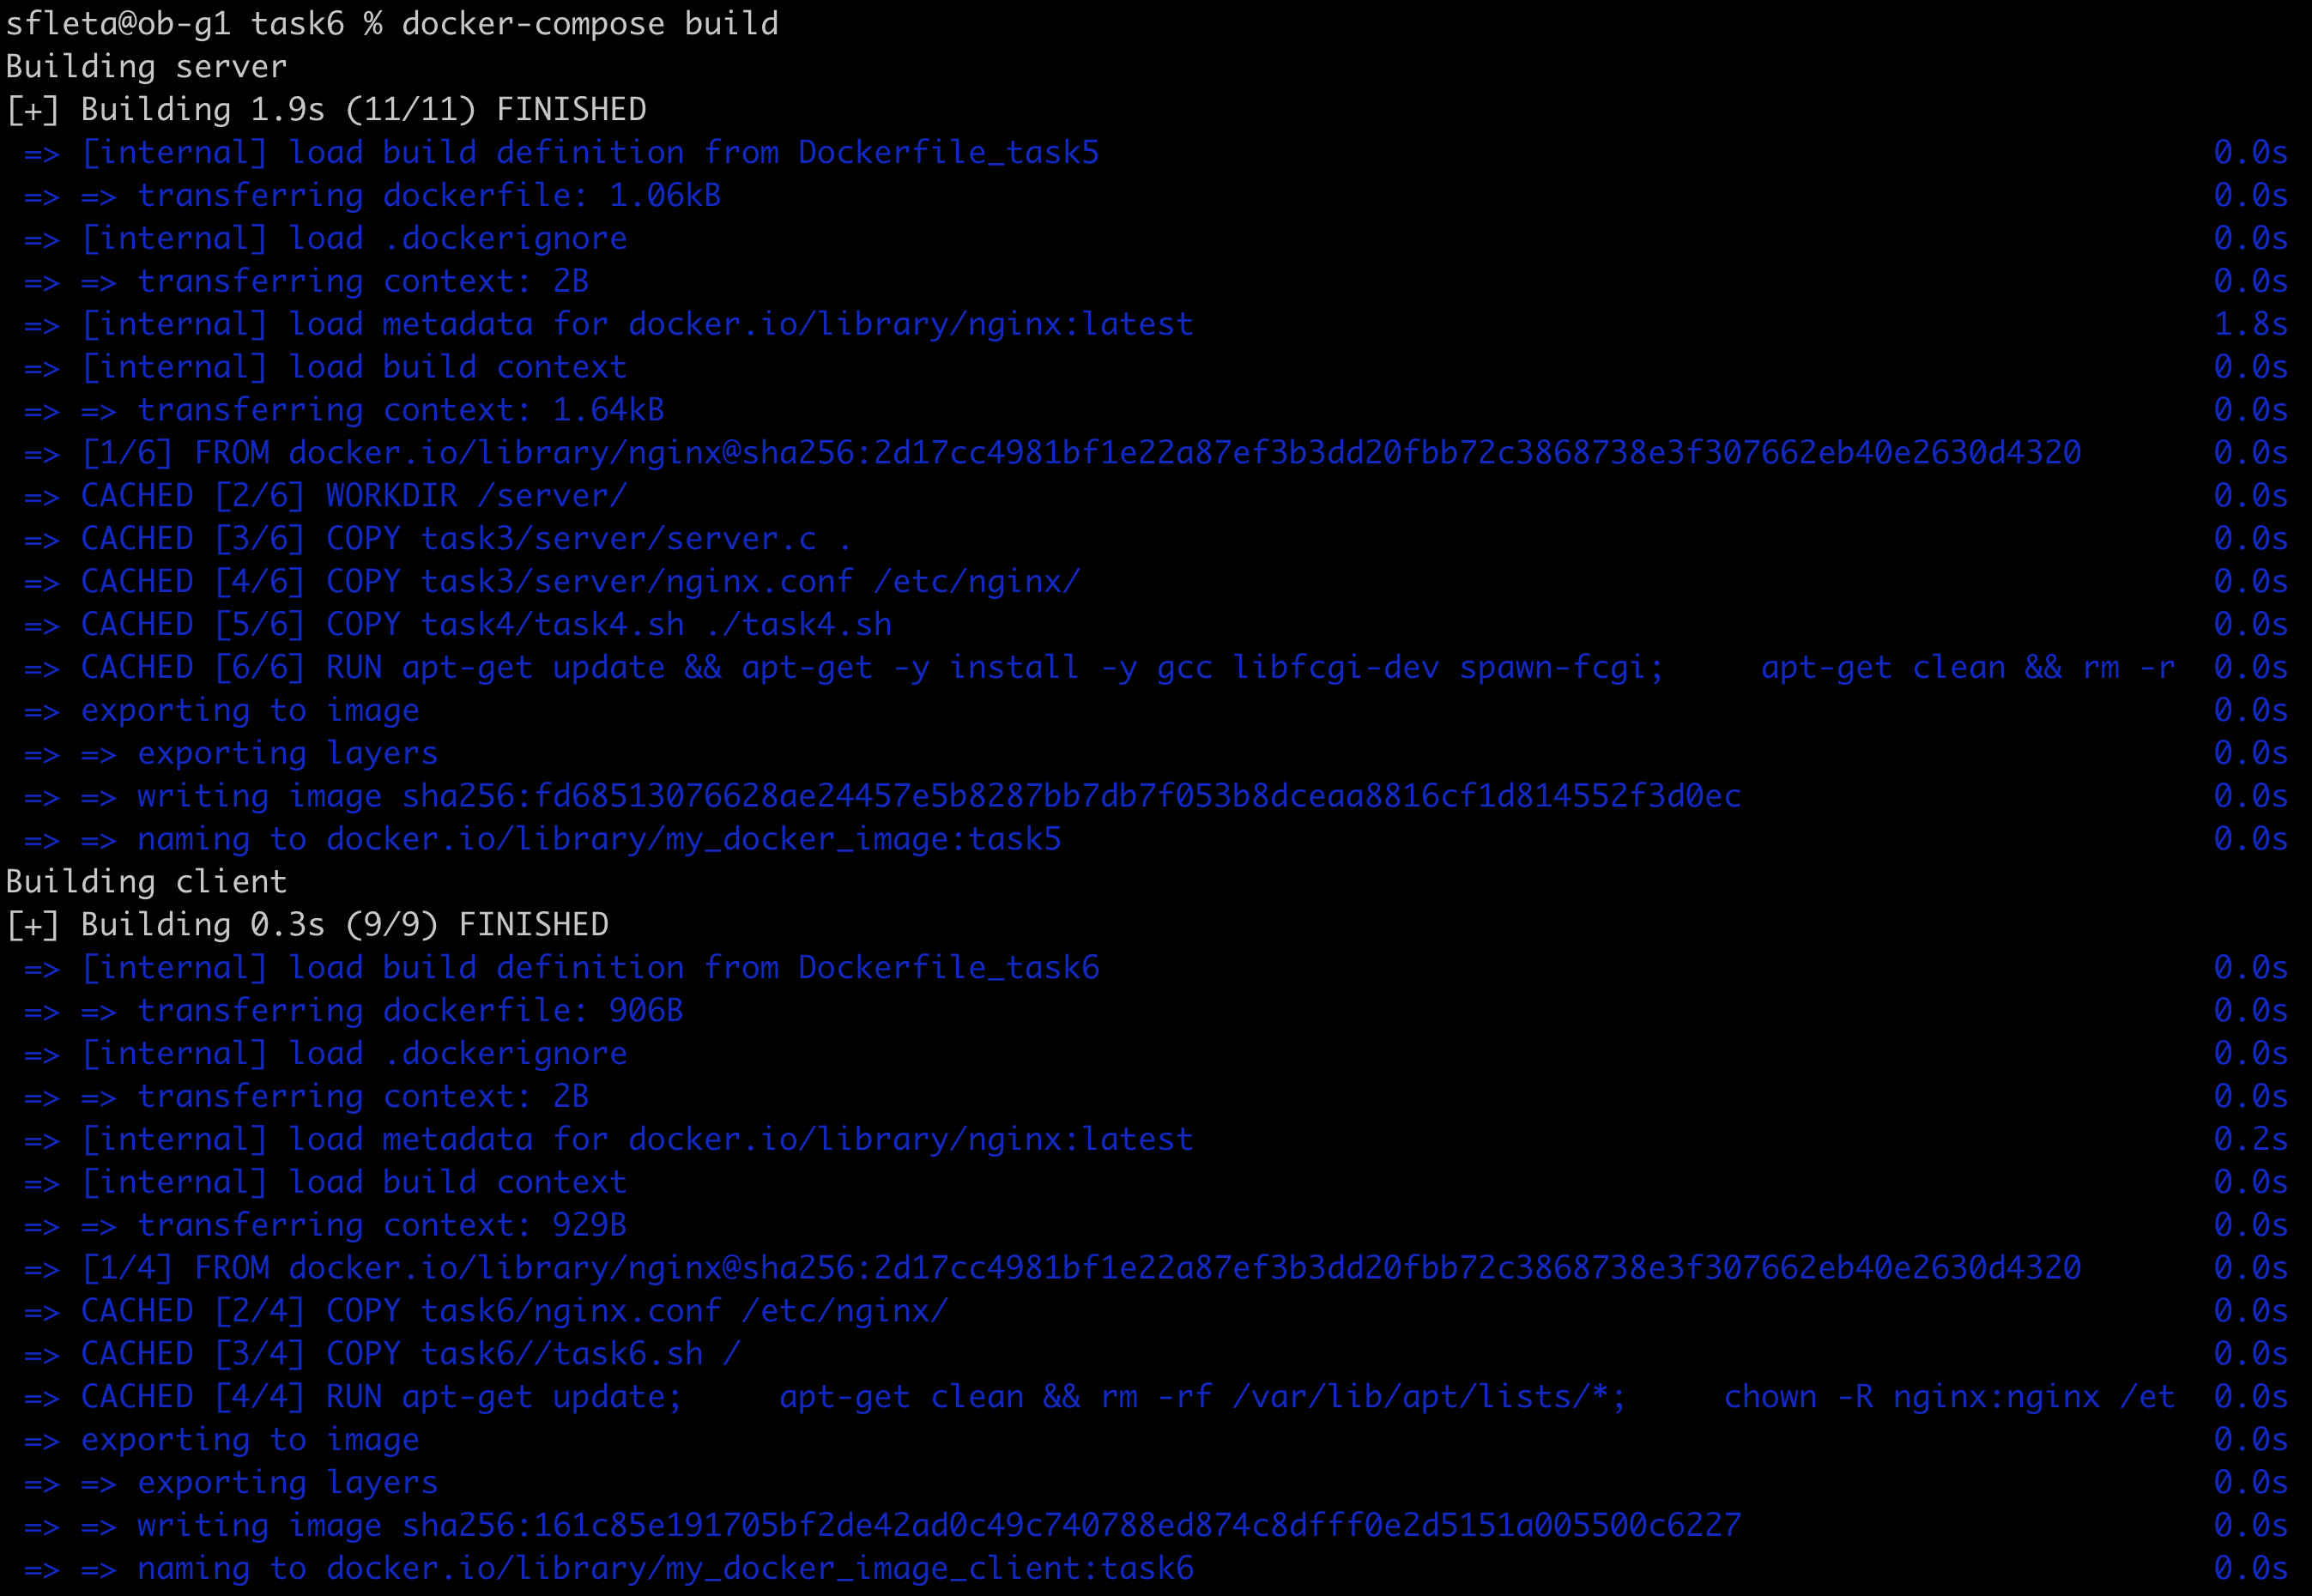 sfleta@ob-g1 task6 % docker-compose build
Building server
[+] Building 1.9s (11/11) FINISHED
=> [internal] load build definition from Dockerfile_task5 0.0s
=> => transferring dockerfile: 1.06kB 0.0s
=> [internal] load .dockerignore 0.0s
=> => transferring context: 2B 0.0s
=> [internal] load metadata for docker.io/library/nginx:latest 1.8s
=> [internal] load build context 0.0s
=> => transferring context: 1.64kB 0.0s
=> [1/6] FROM docker.io/library/nginx@sha256:2d17cc4981bf1e22a87ef3b3dd20fbb72c3868738e3f307662eb40e2630d4320 0.0s
=> CACHED [2/6] WORKDIR /server/ 0.0s
=> CACHED [3/6] COPY task3/server/server.c . 0.0s
=> CACHED [4/6] COPY task3/server/nginx.conf /etc/nginx/ 0.0s
=> CACHED [5/6] COPY task4/task4.sh ./task4.sh 0.0s
=> CACHED [6/6] RUN apt-get update && apt-get -y install -y gcc libfcgi-dev spawn-fcgi;     apt-get clean && rm -r 0.0s
=> exporting to image 0.0s
=> => exporting layers 0.0s
=> => writing image sha256:fd68513076628ae24457e5b8287bb7db7f053b8dceaa8816cf1d814552f3d0ec 0.0s
=> => naming to docker.io/library/my_docker_image:task5 0.0s
Building client
[+] Building 0.3s (9/9) FINISHED
=> [internal] load build definition from Dockerfile_task6 0.0s
=> => transferring dockerfile: 906B 0.0s
=> [internal] load .dockerignore 0.0s
=> => transferring context: 2B 0.0s
=> [internal] load metadata for docker.io/library/nginx:latest 0.2s
=> [internal] load build context 0.0s
=> => transferring context: 929B 0.0s
=> [1/4] FROM docker.io/library/nginx@sha256:2d17cc4981bf1e22a87ef3b3dd20fbb72c3868738e3f307662eb40e2630d4320 0.0s
=> CACHED [2/4] COPY task6/nginx.conf /etc/nginx/ 0.0s
=> CACHED [3/4] COPY task6//task6.sh / 0.0s
=> CACHED [4/4] RUN apt-get update;     apt-get clean && rm -rf /var/lib/apt/lists/*;     chown -R nginx:nginx /et 0.0s
=> exporting to image 0.0s
=> => exporting layers 0.0s
=> => writing image sha256:161c85e191705bf2de42ad0c49c740788ed874c8dfff0e2d5151a005500c6227 0.0s
=> => naming to docker.io/library/my_docker_image_client:task6 0.0s